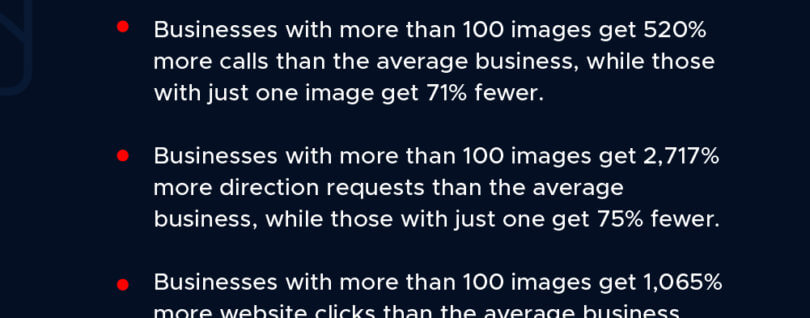 Businesses with more than 100 images get 520%
more calls than the average business, while those
with just one image get 71% fewer.
Businesses with more than 100 images get 2,717%
more direction requests than the average
business, while those with just one get 75% fewer.
Businesses with more than 100 images get 1,065%
more website clicks than the average business